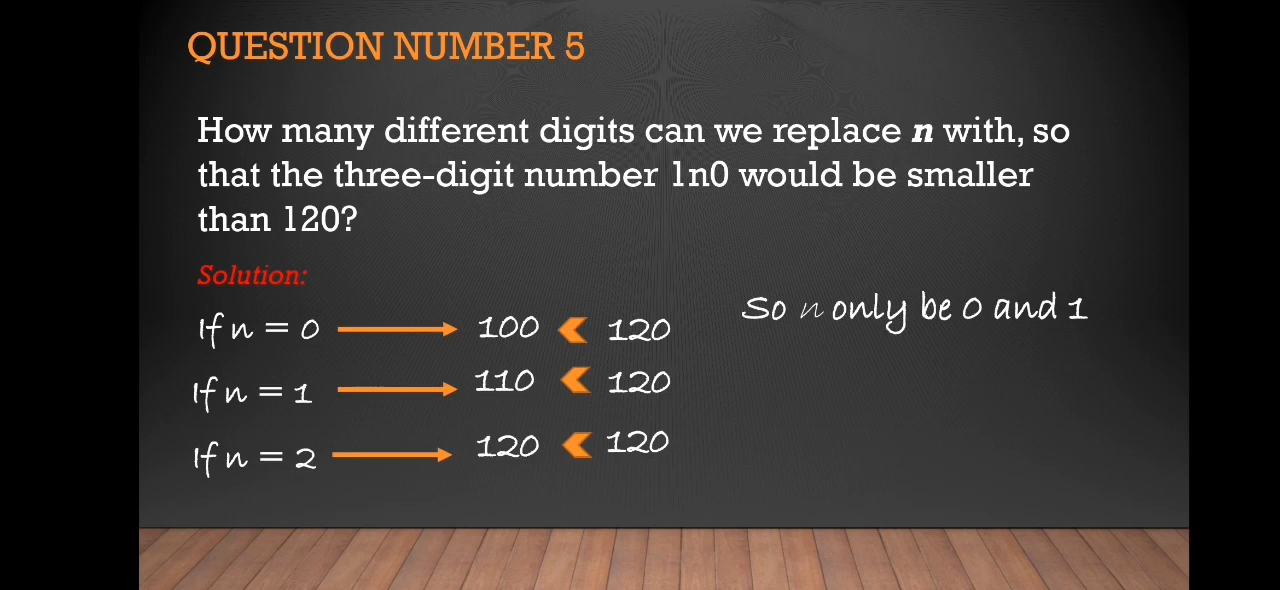 QUESTION NUMBER 5
How many different digits can we replace n with, so
that the three-digit number 1n0 would be smaller
than 120?
Solution:
If n = 0 100 < 120
If n = 1 110 < 120
If n = 2 120 < 120
So n only be 0 and 1